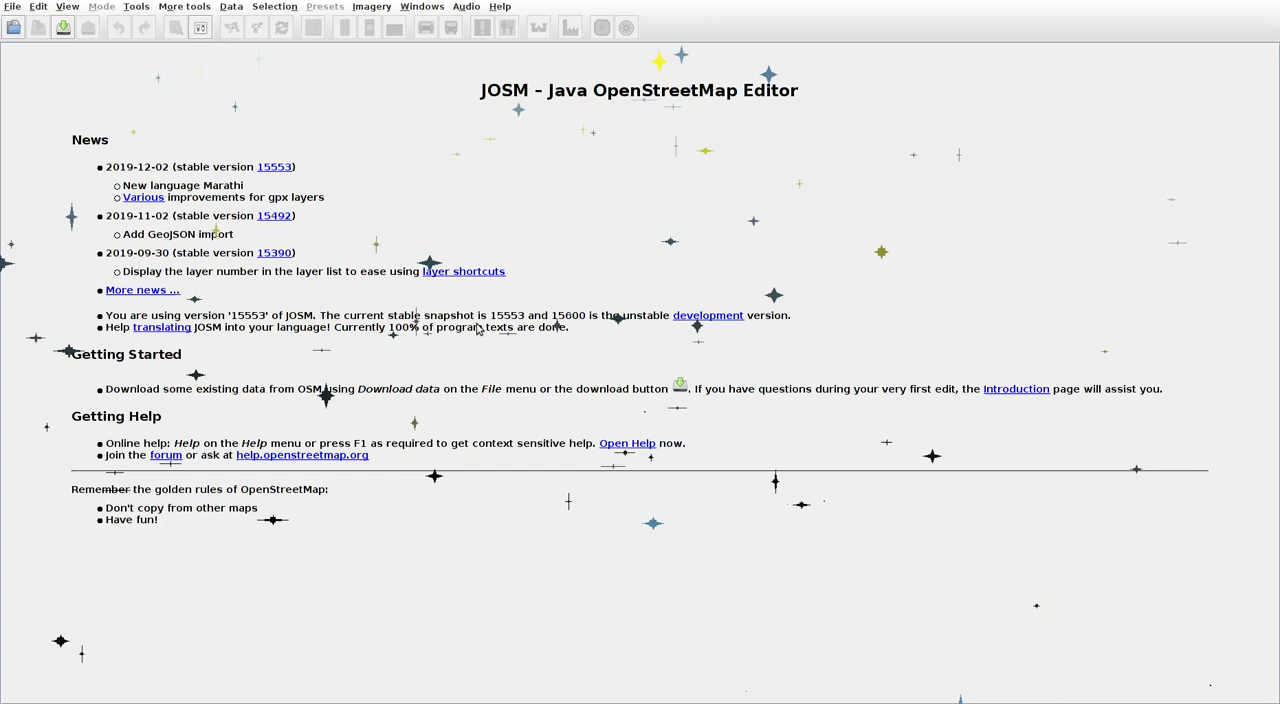 File Edit View Mode Tools More tools Data Selection Presets Imagery Windows Audio Help
JOSM – Java OpenStreetMap Editor
News
2019-12-02 (stable version 15553)
New language Marathi
Various improvements for gpx layers
2019-11-02 (stable version 15492)
Add GeoJSON import
2019-09-30 (stable version 15390)
Display the layer number in the layer list to ease using layer shortcuts
More news ...
You are using version '15553' of JOSM. The current stable snapshot is 15553 and 15600 is the unstable development version.
Help translating JOSM into your language! Currently 100% of program texts are done.
Getting Started
Download some existing data from OSM using Download data on the File menu or the download button . If you have questions during your very first edit, the Introduction page will assist you.
Getting Help
Online help: Help on the Help menu or press F1 as required to get context sensitive help. Open Help now.
Join the forum or ask at help.openstreetmap.org
Remember the golden rules of OpenStreetMap:
Don't copy from other maps
Have fun!